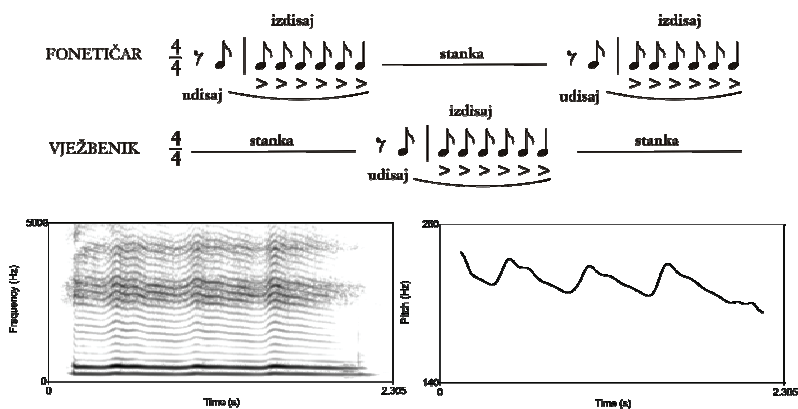 izdisaj izdisaj
FONETIČAR 4/4 stanka
> > > > > > > > > > > >
udisaj udisaj
izdisaj
VJEŽBENIK 4/4 stanka stanka
> > > > > >
udisaj
5000
Frequency (Hz)
0
0 2.305
Time (s)
260
Pitch (Hz)
140
0 2.305
Time (s)